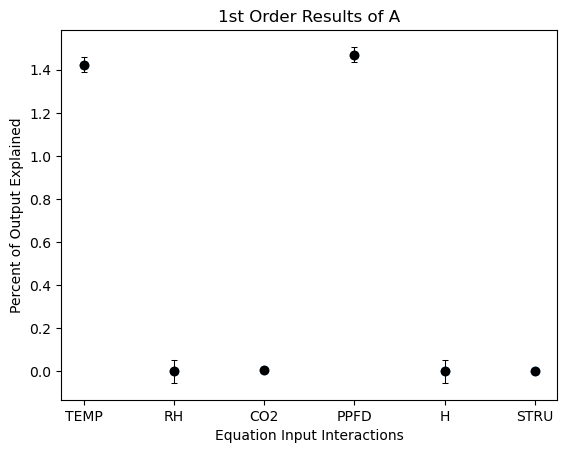 1st Order Results of A
Percent of Output Explained
1.4
1.2
1.0
0.8
0.6
0.4
0.2
0.0
TEMP RH CO2 PPFD H STRU
Equation Input Interactions